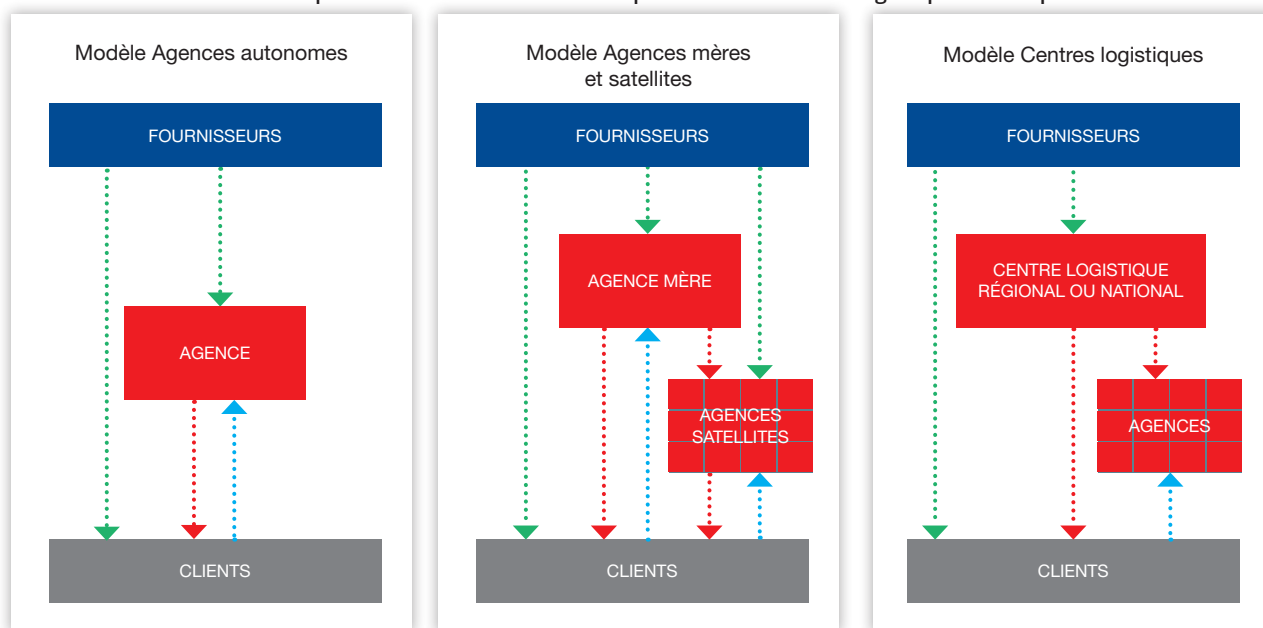 Modèle Agences autonomes
FOURNISSEURS
AGENCE
CLIENTS
Modèle Agences mères
et satellites
FOURNISSEURS
AGENCE MÈRE
AGENCES
SATELLITES
CLIENTS
Modèle Centres logistiques
FOURNISSEURS
CENTRE LOGISTIQUE
RÉGIONAL OU NATIONAL
AGENCES
CLIENTS